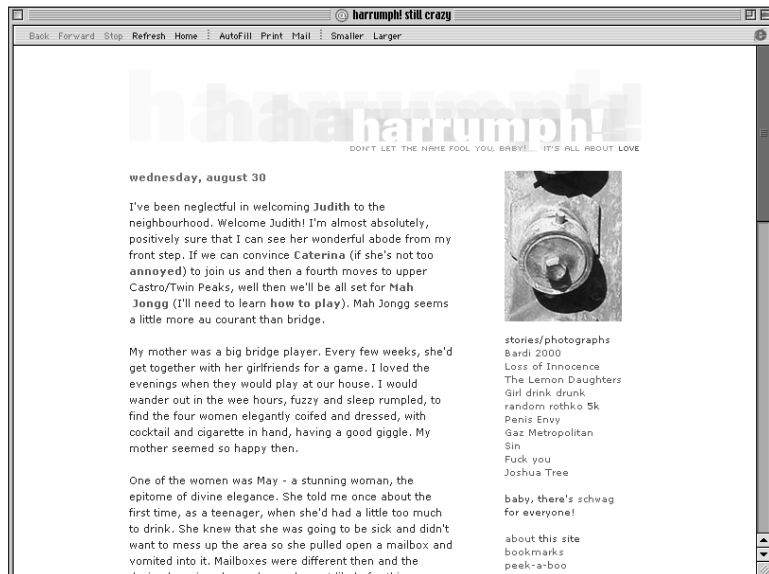 harrumph! still crazy
Back Forward Stop Refresh Home AutoFill Print Mail Smaller Larger
harrumph!
DON'T LET THE NAME FOOL YOU, BABY! IT'S ALL ABOUT LOVE
wednesday, august 30
I've been neglectful in welcoming Judith to the
neighbourhood. Welcome Judith! I'm almost absolutely,
positively sure that I can see her wonderful abode from my
front step. If we can convince Caterina (if she's not too
annoyed) to join us and then a fourth moves to upper
Castro/Twin Peaks, well then we'll be all set for Mah
Jongg (I'll need to learn how to play). Mah Jongg seems
a little more au courant than bridge.
My mother was a big bridge player. Every few weeks, she'd
get together with her girlfriends for a game. I loved the
evenings when they would play at our house. I would
wander out in the wee hours, fuzzy and sleep rumpled, to
find the four women elegantly coifed and dressed, with
cocktail and cigarette in hand, having a good giggle. My
mother seemed so happy then.
One of the women was May - a stunning woman, the
epitome of divine elegance. She told me once about the
first time, as a teenager, when she'd had a little too much
to drink. She knew that she was going to be sick and didn't
want to mess up the area so she pulled open a mailbox and
vomited into it. Mailboxes were different then and the
stories/photographs
Bardi 2000
Loss of Innocence
The Lemon Daughters
Girl drink drunk
random rothko 5k
Penis Envy
Gaz Metropolitan
Sin
Fuck you
Joshua Tree
baby, there's schwag
for everyone!
about this site
bookmarks
peek-a-boo